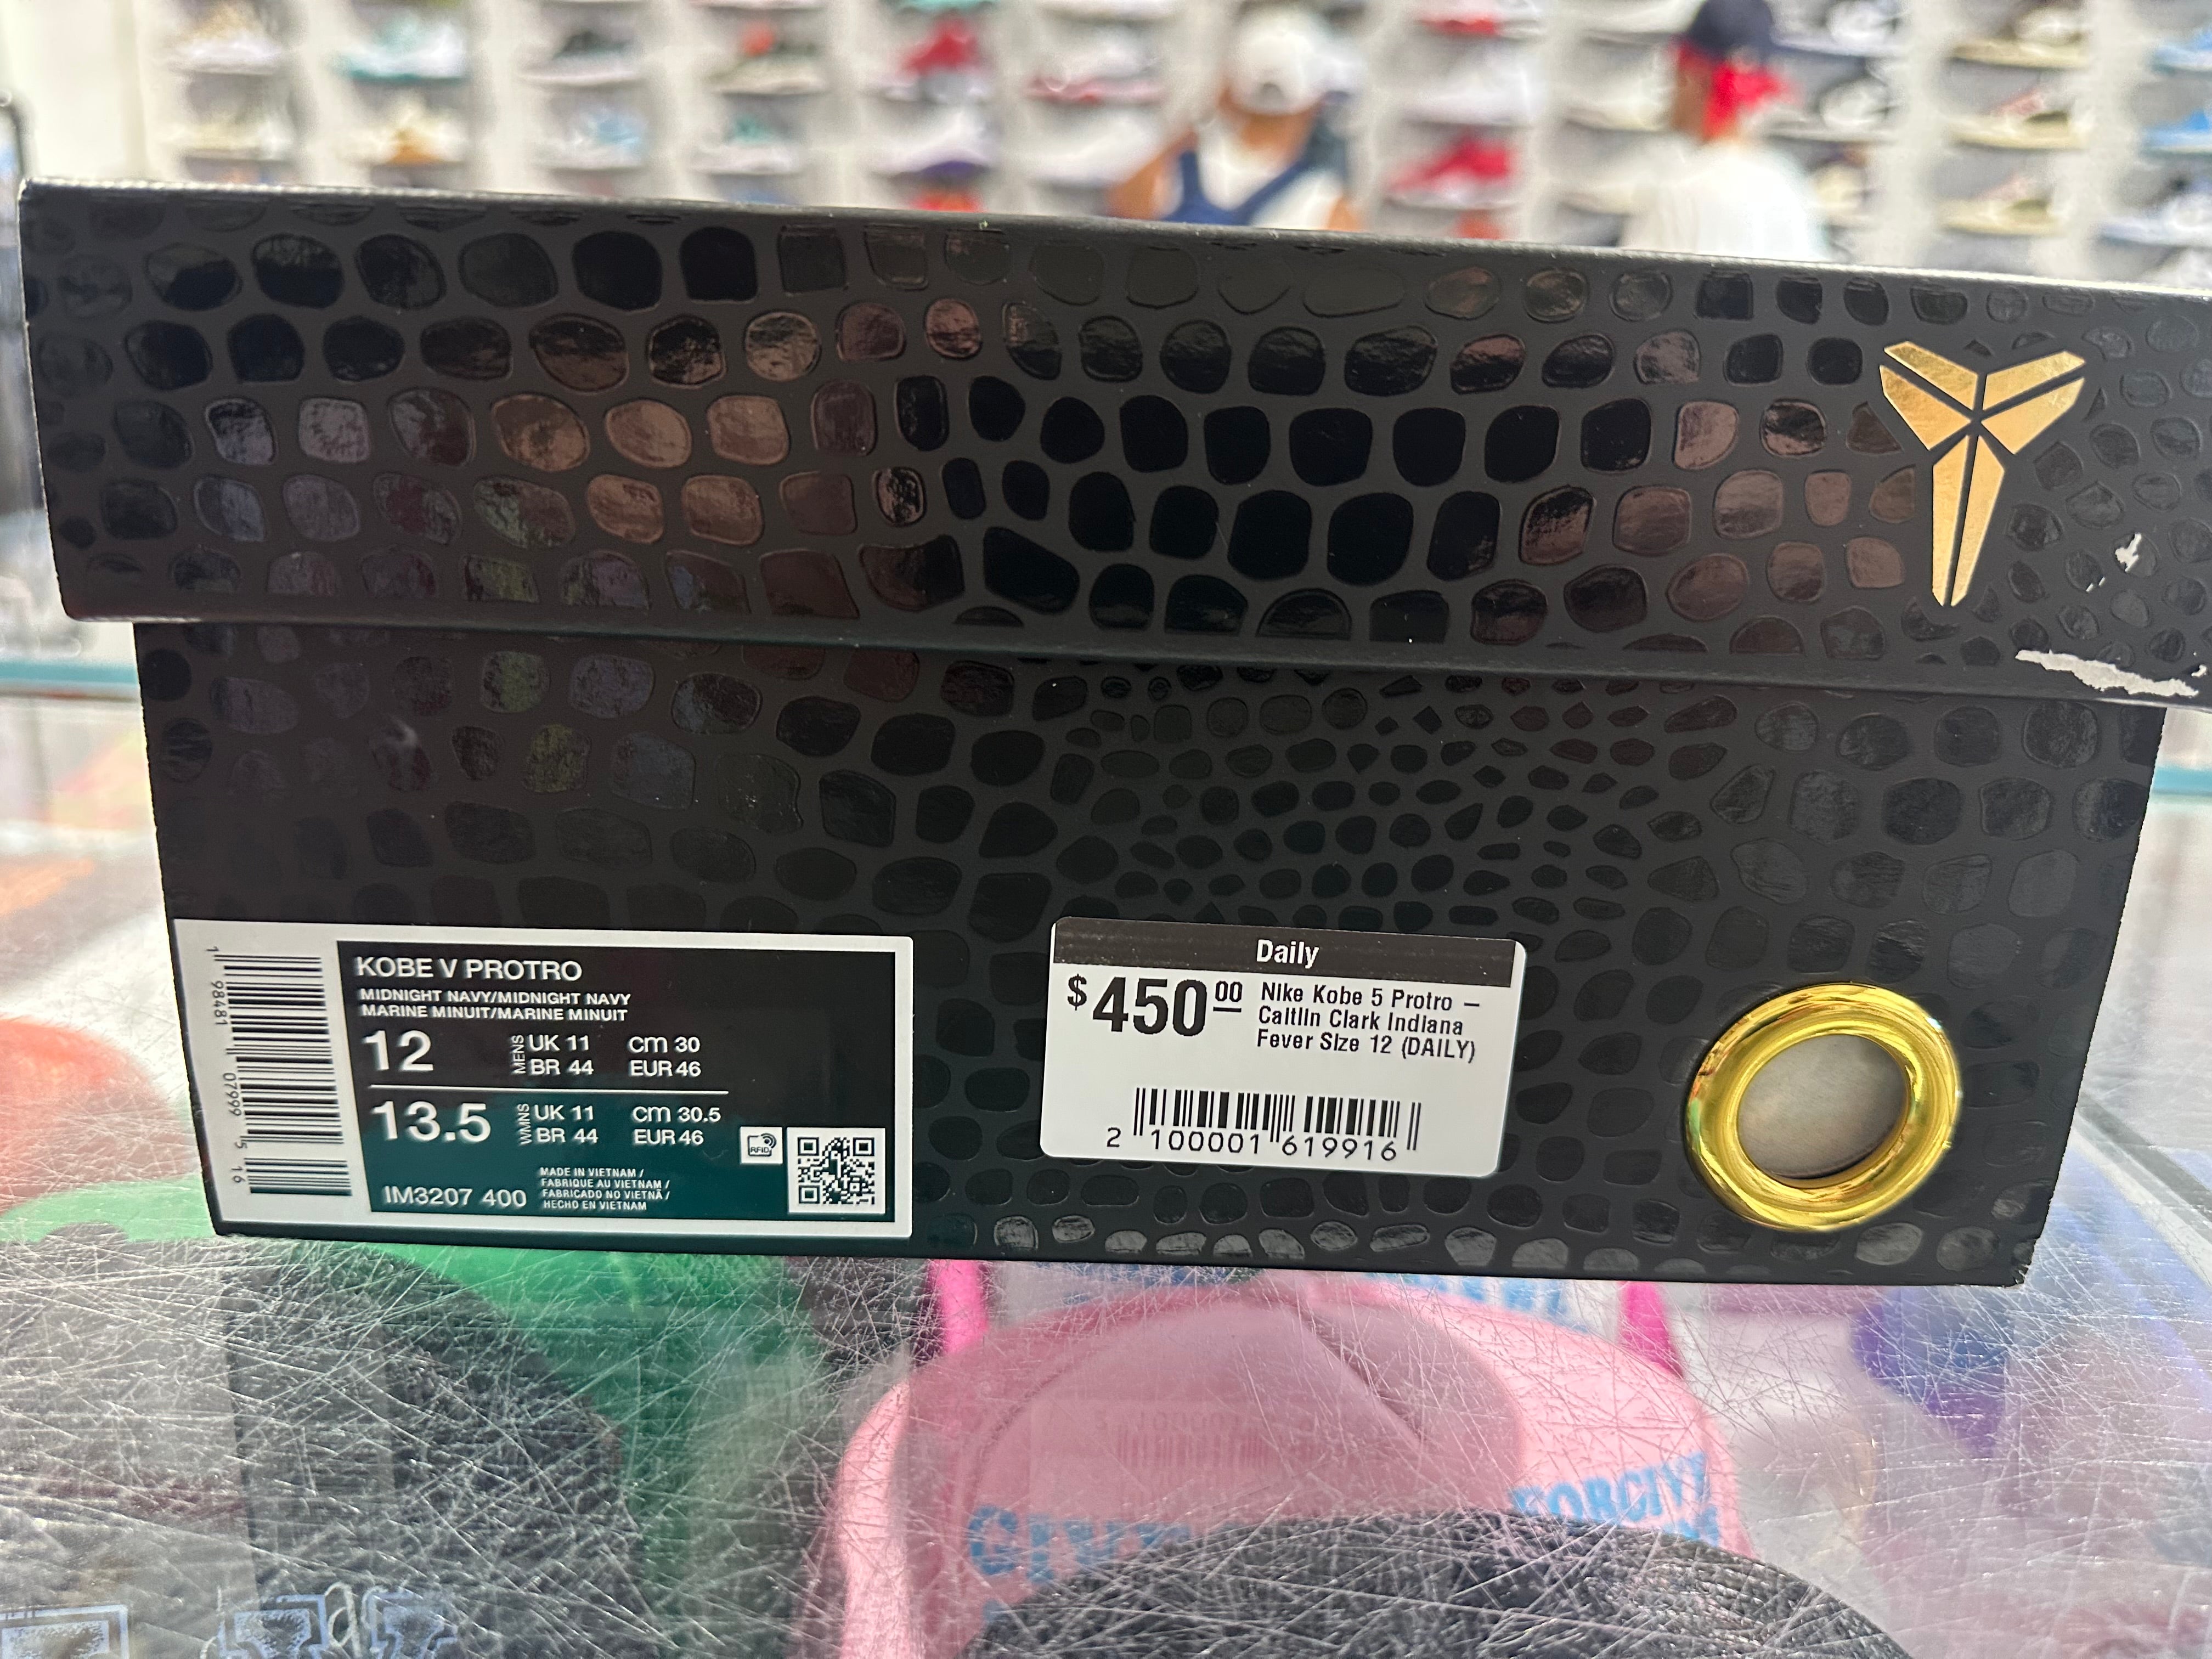 KOBE V PROTRO
MIDNIGHT NAVY/MIDNIGHT NAVY
MARINE MINUIT/MARINE MINUIT
12 MENS UK 11 CM 30
BR 44 EUR 46
13.5 WMNS UK 11 CM 30.5
BR 44 EUR 46
RFID
IM3207 400
MADE IN VIETNAM /
FABRIQUE AU VIETNAM /
FABRICADO NO VIETNÃ /
HECHO EN VIETNAM
1 98481 07999 5 16
Daily
$450 00
Nike Kobe 5 Protro –
Caitlin Clark Indiana
Fever Size 12 (DAILY)
2 100001 619916